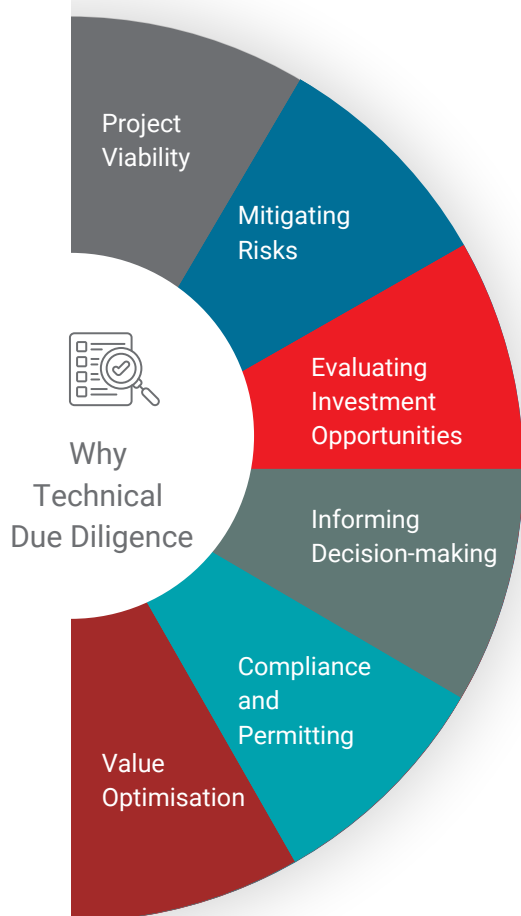 Project
Viability
Mitigating
Risks
Evaluating
Investment
Opportunities
Why
Technical
Due Diligence
Informing
Decision-making
Compliance
and
Permitting
Value
Optimisation